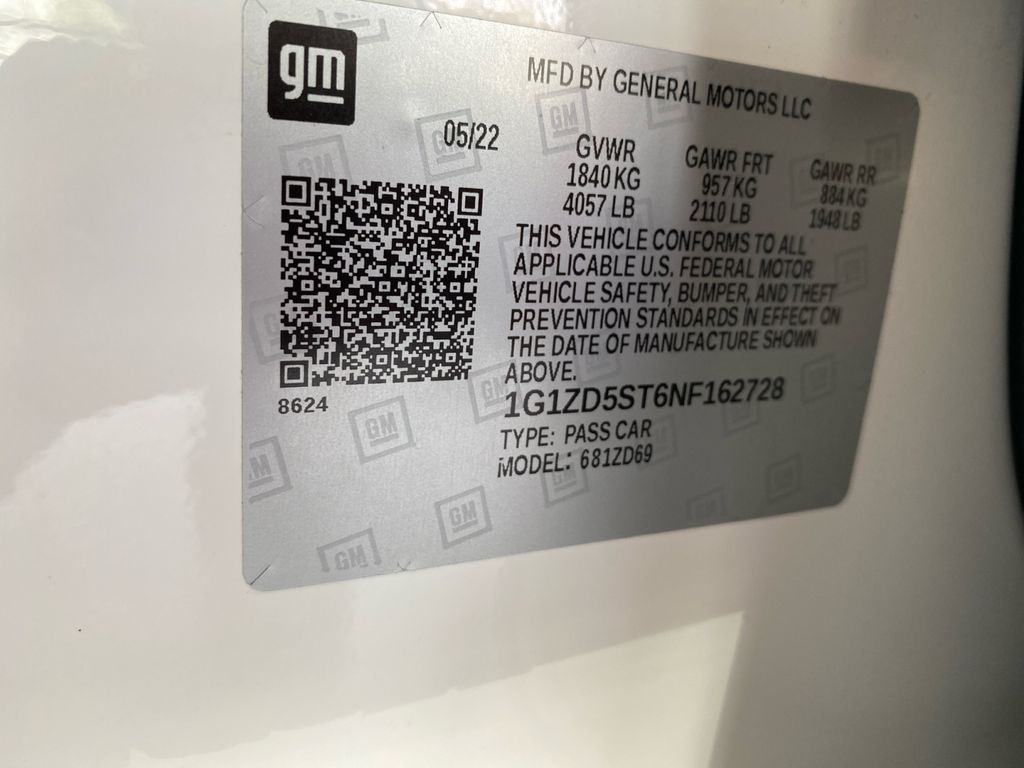 gm
MFD BY GENERAL MOTORS LLC
05/22
GVWR GAWR FRT GAWR RR
1840 KG 957 KG 884 KG
4057 LB 2110 LB 1948 LB
THIS VEHICLE CONFORMS TO ALL
APPLICABLE U.S. FEDERAL MOTOR
VEHICLE SAFETY, BUMPER, AND THEFT
PREVENTION STANDARDS IN EFFECT ON
THE DATE OF MANUFACTURE SHOWN
ABOVE.
8624
1G1ZD5ST6NF162728
TYPE: PASS CAR
MODEL: 681ZD69